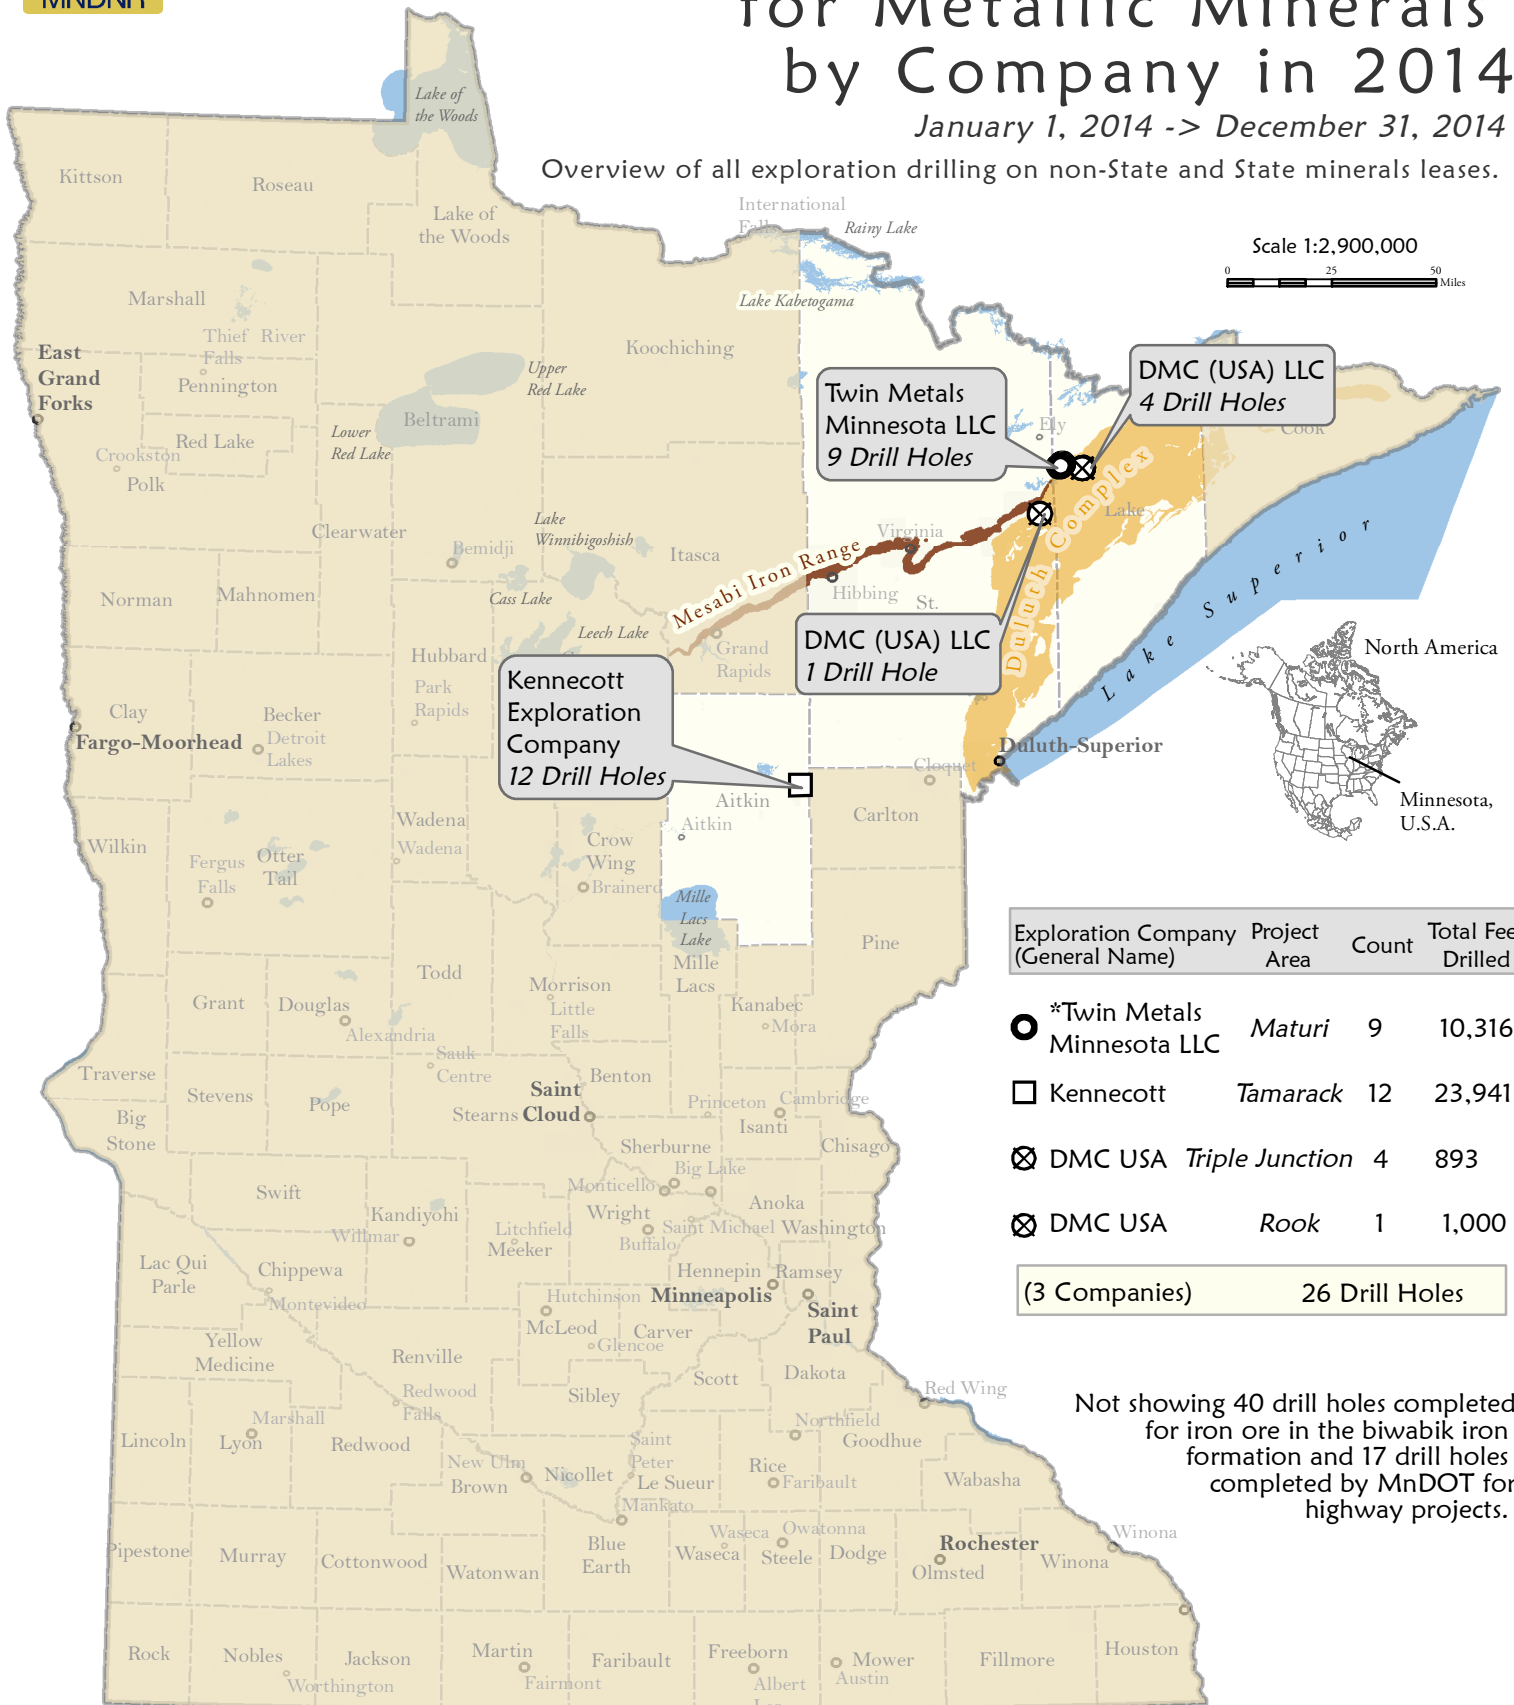 MNDNR
for Metallic Minerals
by Company in 2014
January 1, 2014 -> December 31, 2014
Overview of all exploration drilling on non-State and State minerals leases.
Scale 1:2,900,000
0 25 50
Miles
Lake of
the Woods
Kittson
Roseau
Lake of
the Woods
International
Falls
Rainy Lake
Lake Kabetogama
Marshall
Thief River
Falls
Pennington
East
Grand
Forks
Koochiching
Upper
Red Lake
Beltrami
Lower
Red Lake
Red Lake
Crookston
Polk
Twin Metals
Minnesota LLC
9 Drill Holes
DMC (USA) LLC
4 Drill Holes
Ely
Cook
Lake
Duluth Complex
Clearwater
Bemidji
Lake
Winnibigoshish
Itasca
Virginia
Mesabi Iron Range
Hibbing
St.
Lake Superior
Norman
Mahnomen
Cass Lake
Leech Lake
Grand
Rapids
DMC (USA) LLC
1 Drill Hole
Hubbard
Park
Rapids
Kennecott
Exploration
Company
12 Drill Holes
North America
Minnesota,
U.S.A.
Clay
Becker
Detroit
Lakes
Fargo-Moorhead
Duluth-Superior
Cloquet
Aitkin
Aitkin
Carlton
Wadena
Wadena
Wilkin
Fergus
Falls
Otter
Tail
Crow
Wing
Brainerd
Mille
Lacs
Lake
Mille
Lacs
Pine
Todd
Morrison
Little
Falls
Kanabec
Mora
Grant
Douglas
Alexandria
Sauk
Centre
Traverse
Stevens
Pope
Big
Stone
Stearns
Saint
Cloud
Benton
Princeton
Cambridge
Isanti
Sherburne
Chisago
Big Lake
Monticello
Swift
Kandiyohi
Willmar
Litchfield
Meeker
Wright
Buffalo
Saint Michael
Anoka
Washington
Lac Qui
Parle
Chippewa
Montevideo
Hennepin
Ramsey
Minneapolis
Saint
Paul
Hutchinson
McLeod
Glencoe
Carver
Yellow
Medicine
Renville
Scott
Dakota
Sibley
Redwood
Falls
Marshall
Lincoln
Lyon
Redwood
Red Wing
Northfield
Goodhue
New Ulm
Brown
Nicollet
Saint
Peter
Le Sueur
Mankato
Rice
Faribault
Wabasha
Pipestone
Murray
Cottonwood
Watonwan
Blue
Earth
Waseca
Waseca
Owatonna
Steele
Dodge
Rochester
Olmsted
Winona
Winona
Rock
Nobles
Worthington
Jackson
Martin
Fairmont
Faribault
Freeborn
Albert
Mower
Austin
Fillmore
Houston
Exploration Company
(General Name)
Project
Area
Count
Total Fee
Drilled
*Twin Metals
Minnesota LLC Maturi 9 10,316
Kennecott Tamarack 12 23,941
DMC USA Triple Junction 4 893
DMC USA Rook 1 1,000
(3 Companies) 26 Drill Holes
Not showing 40 drill holes completed
for iron ore in the biwabik iron
formation and 17 drill holes
completed by MnDOT for
highway projects.